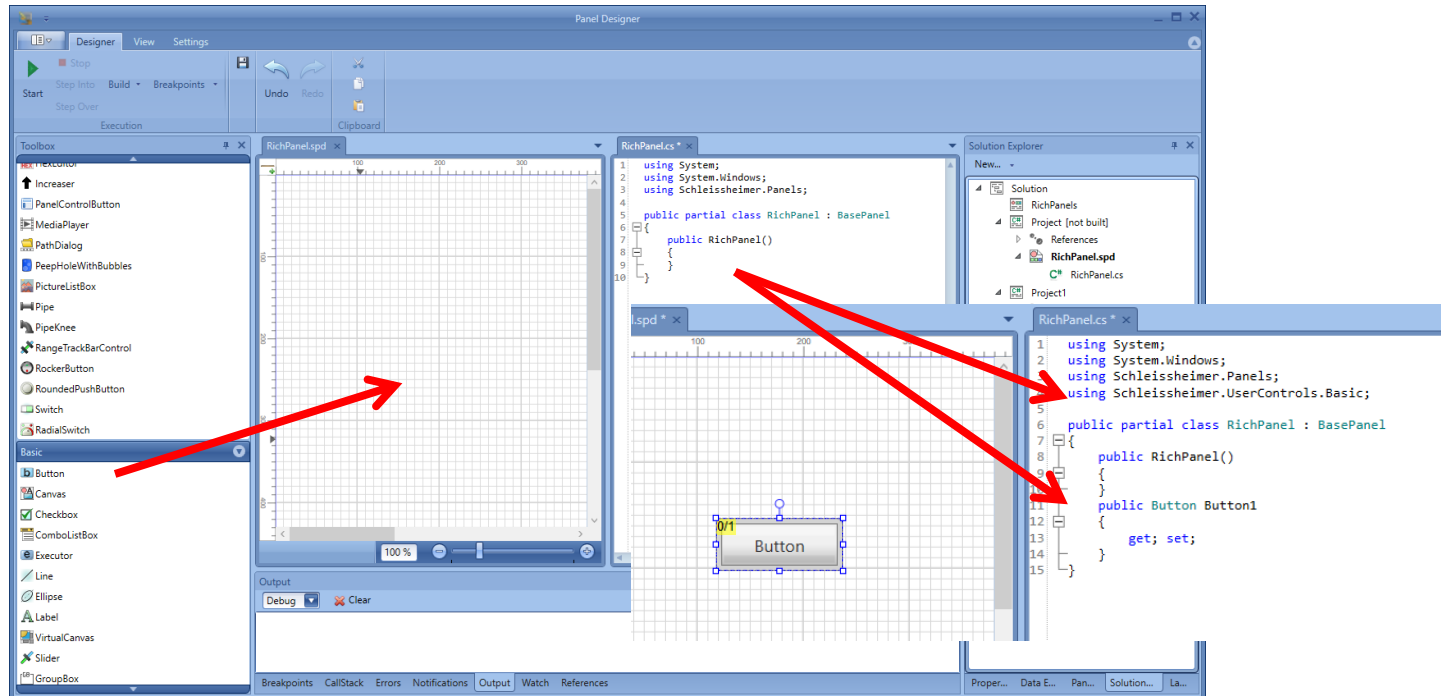 Panel Designer
Designer View Settings
Start
Stop
Step Into
Step Over
Build
Breakpoints
Execution
Undo
Redo
Clipboard
Toolbox
HexEditor
Increaser
PanelControlButton
MediaPlayer
PathDialog
PeepHoleWithBubbles
PictureListBox
Pipe
PipeKnee
RangeTrackBarControl
RockerButton
RoundedPushButton
Switch
RadialSwitch
Basic
Button
Canvas
Checkbox
ComboListBox
Executor
Line
Ellipse
Label
VirtualCanvas
Slider
GroupBox
RichPanel.spd
100 200 300
100
200
400
100 %
RichPanel.cs *
1 using System;
2 using System.Windows;
3 using Schleissheimer.Panels;
4
5 public partial class RichPanel : BasePanel
6 {
7 public RichPanel()
8 {
9 }
10 }
Solution Explorer
New...
Solution
RichPanels
Project [not built]
References
RichPanel.spd
C# RichPanel.cs
Project1
l.spd *
100 200
0/1
Button
RichPanel.cs *
1 using System;
2 using System.Windows;
3 using Schleissheimer.Panels;
using Schleissheimer.UserControls.Basic;
5
6 public partial class RichPanel : BasePanel
7 {
8 public RichPanel()
9 {
}
11 public Button Button1
12 {
13 get; set;
14 }
15 }
Output
Debug
Clear
Breakpoints CallStack Errors Notifications Output Watch References
Proper... Data E... Pan... Solution... La...